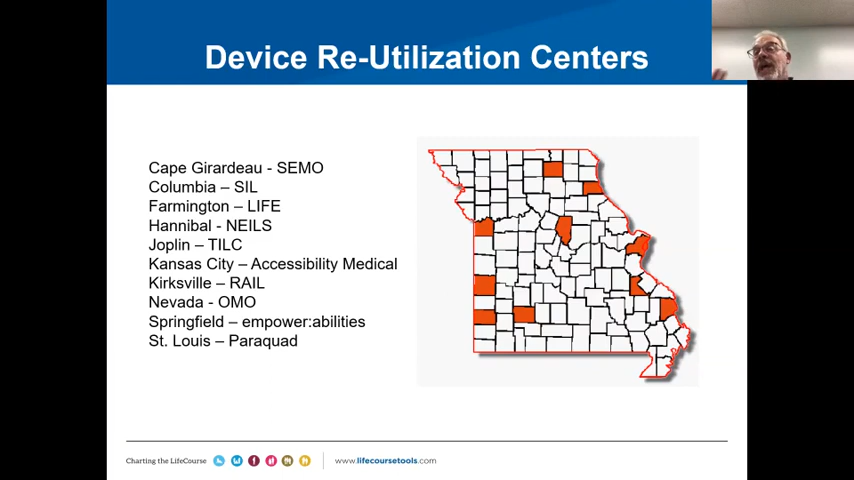 Device Re-Utilization Centers
Cape Girardeau - SEMO
Columbia – SIL
Farmington – LIFE
Hannibal - NEILS
Joplin – TILC
Kansas City – Accessibility Medical
Kirksville – RAIL
Nevada - OMO
Springfield – empower:abilities
St. Louis – Paraquad
Charting the LifeCourse
www.lifecoursetools.com